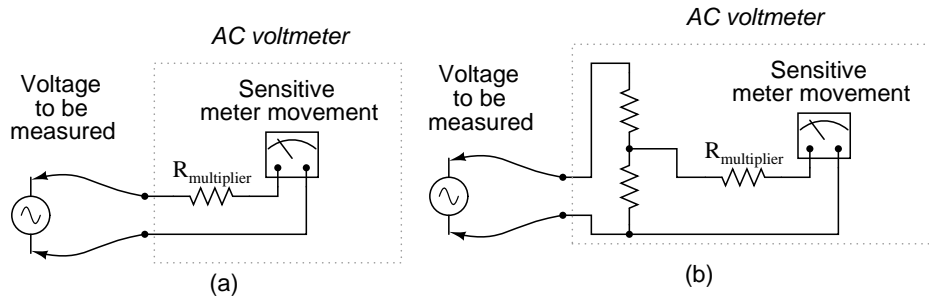 AC voltmeter
Voltage
to be
measured
Sensitive
meter movement
Rmultiplier
(a)
AC voltmeter
Voltage
to be
measured
Sensitive
meter movement
Rmultiplier
(b)